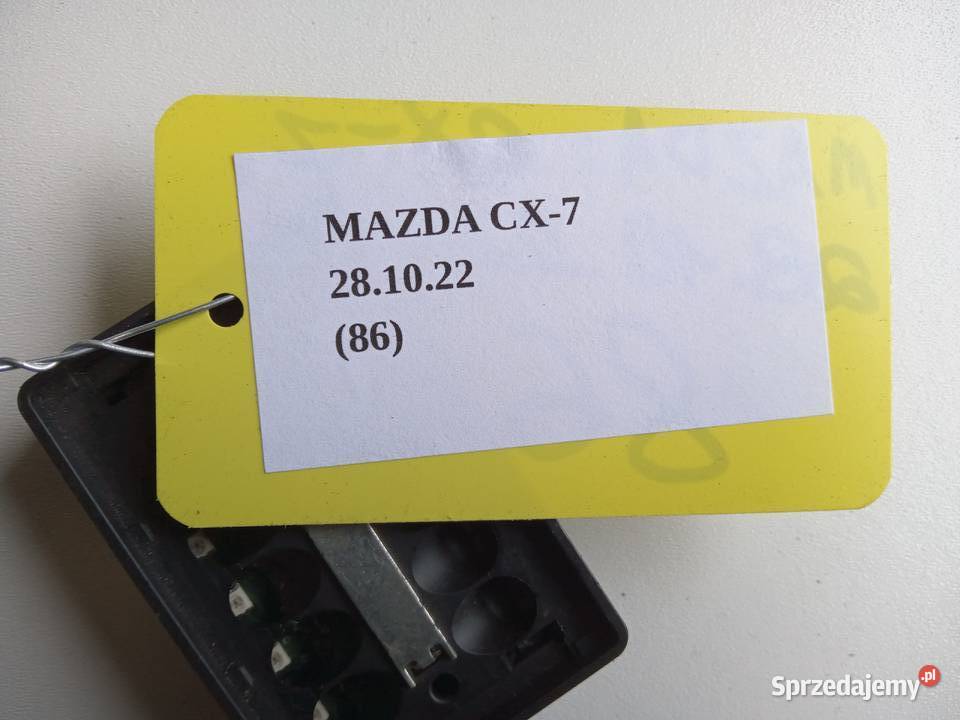 MAZDA CX-7
28.10.22
(86)
Sprzedajemy.pl